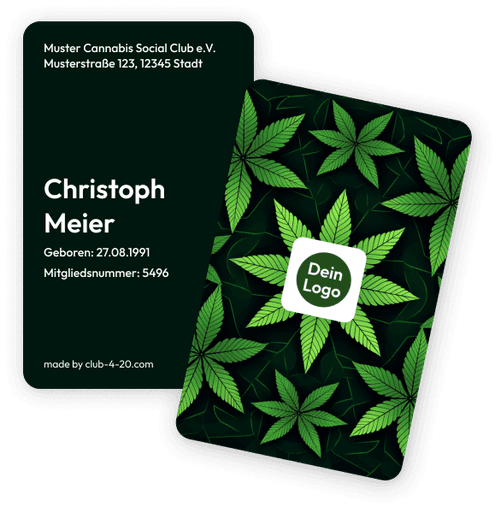 Muster Cannabis Social Club e.V.
Musterstraße 123, 12345 Stadt
Christoph
Meier
Geboren: 27.08.1991
Mitgliedsnummer: 5496
made by club-4-20.com
Dein
Logo